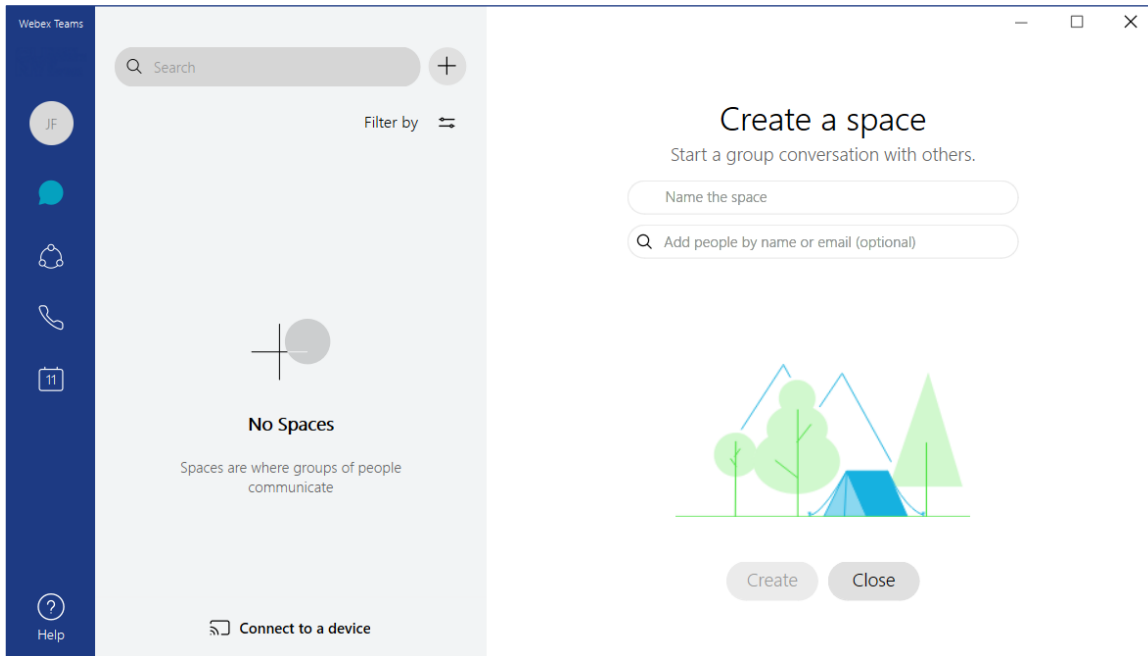 Webex Teams
JF
11
Help
Search
Filter by
No Spaces
Spaces are where groups of people
communicate
Connect to a device
Create a space
Start a group conversation with others.
Name the space
Add people by name or email (optional)
Create
Close